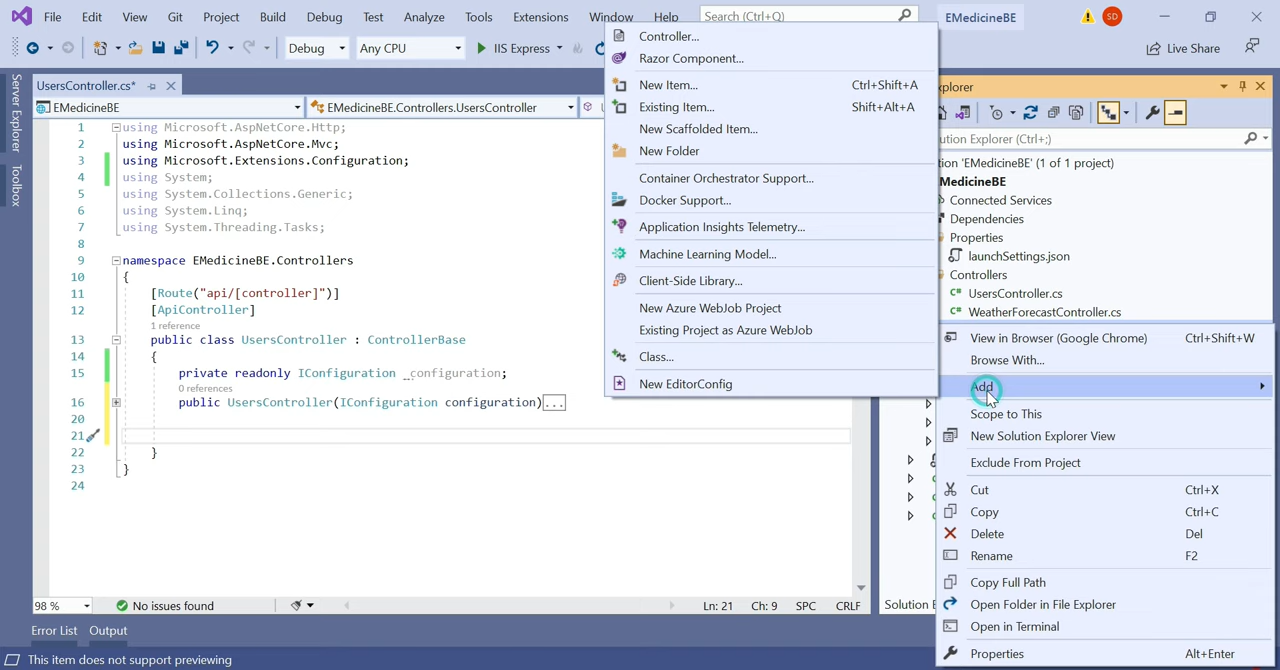 File Edit View Git Project Build Debug Test Analyze Tools Extensions Window Help Search (Ctrl+Q) EMedicineBE SD
Debug Any CPU IIS Express Live Share
Server Explorer
Toolbox
UsersController.cs*
EMedicineBE EMedicineBE.Controllers.UsersController
1 using Microsoft.AspNetCore.Http;
2 using Microsoft.AspNetCore.Mvc;
3 using Microsoft.Extensions.Configuration;
4 using System;
5 using System.Collections.Generic;
6 using System.Linq;
7 using System.Threading.Tasks;
8
9 namespace EMedicineBE.Controllers
10 {
11 [Route("api/[controller]")]
12 [ApiController]
1 reference
13 public class UsersController : ControllerBase
14 {
15 private readonly IConfiguration _configuration;
0 references
16 public UsersController(IConfiguration configuration)...
20
21
22 }
23 }
24
98 % No issues found Ln: 21 Ch: 9 SPC CRLF
Error List Output
This item does not support previewing
Controller...
Razor Component...
New Item... Ctrl+Shift+A
Existing Item... Shift+Alt+A
New Scaffolded Item...
New Folder
Container Orchestrator Support...
Docker Support...
Application Insights Telemetry...
Machine Learning Model...
Client-Side Library...
New Azure WebJob Project
Existing Project as Azure WebJob
Class...
New EditorConfig
xplorer
ution Explorer (Ctrl+;)
tion 'EMedicineBE' (1 of 1 project)
MedicineBE
Connected Services
Dependencies
Properties
launchSettings.json
Controllers
C# UsersController.cs
C# WeatherForecastController.cs
View in Browser (Google Chrome) Ctrl+Shift+W
Browse With...
Add
Scope to This
New Solution Explorer View
Exclude From Project
Cut Ctrl+X
Copy Ctrl+C
Delete Del
Rename F2
Copy Full Path
Open Folder in File Explorer
Open in Terminal
Properties Alt+Enter
Solution E